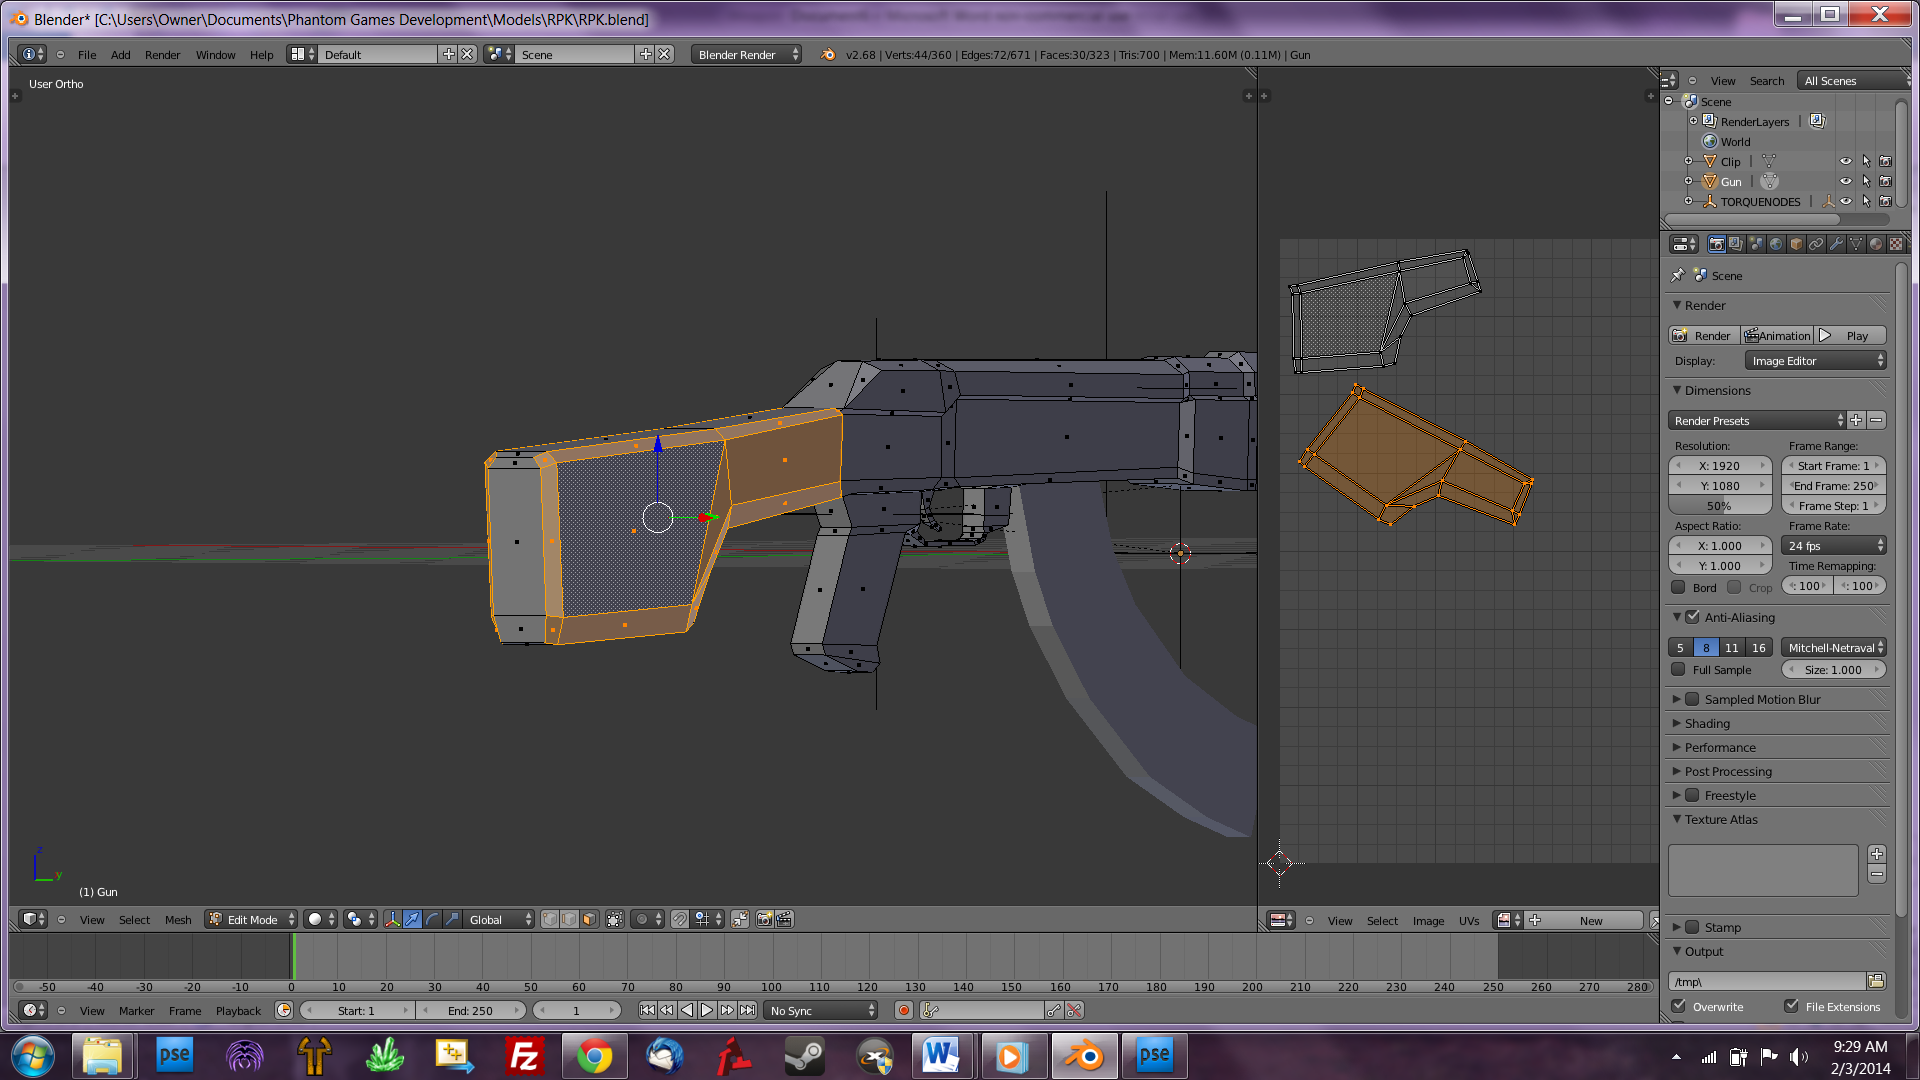 Blender* [C:\Users\Owner\Documents\Phantom Games Development\Models\RPK\RPK.blend]
File Add Render Window Help Default Scene Blender Render v2.68 | Verts:44/360 | Edges:72/671 | Faces:30/323 | Tris:700 | Mem:11.60M (0.11M) | Gun
User Ortho
View Search All Scenes
Scene
RenderLayers
World
Clip
Gun
TORQUENODES
Scene
Render
Render Animation Play
Display: Image Editor
Dimensions
Render Presets
Resolution: Frame Range:
X: 1920 Start Frame: 1
Y: 1080 End Frame: 250
50% Frame Step: 1
Aspect Ratio: Frame Rate:
X: 1.000 24 fps
Y: 1.000 Time Remapping:
Bord Crop : 100 : 100
Anti-Aliasing
5 8 11 16 Mitchell-Netraval
Full Sample Size: 1.000
Sampled Motion Blur
Shading
Performance
Post Processing
Freestyle
Texture Atlas
Stamp
Output
/tmp\
Overwrite File Extensions
z
y
(1) Gun
View Select Mesh Edit Mode Global
View Select Image UVs New
-50 -40 -30 -20 -10 0 10 20 30 40 50 60 70 80 90 100 110 120 130 140 150 160 170 180 190 200 210 220 230 240 250 260 270 280
View Marker Frame Playback Start: 1 End: 250 1 No Sync
pse
Fz
W
pse
9:29 AM
2/3/2014